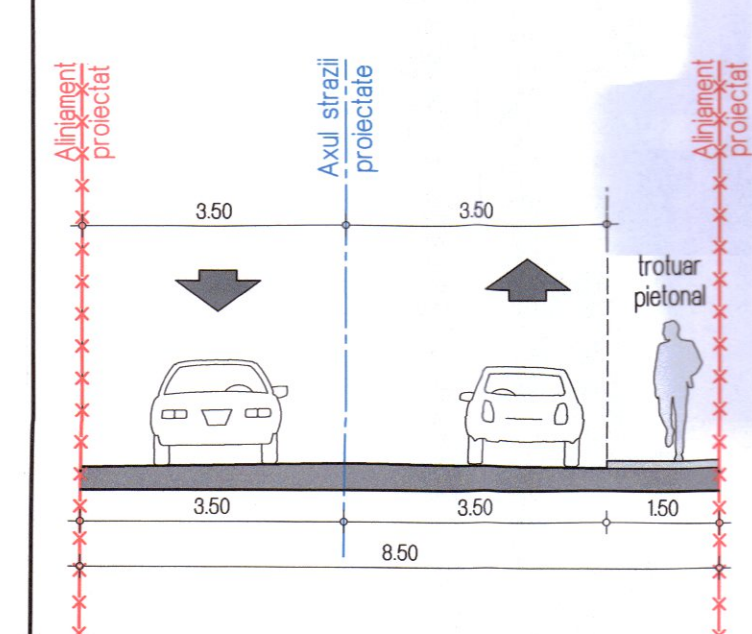 Aliniament
proiectat
Axul strazii
proiectate
Aliniament
proiectat
3.50
3.50
trotuar
pietonal
3.50
3.50
1.50
8.50